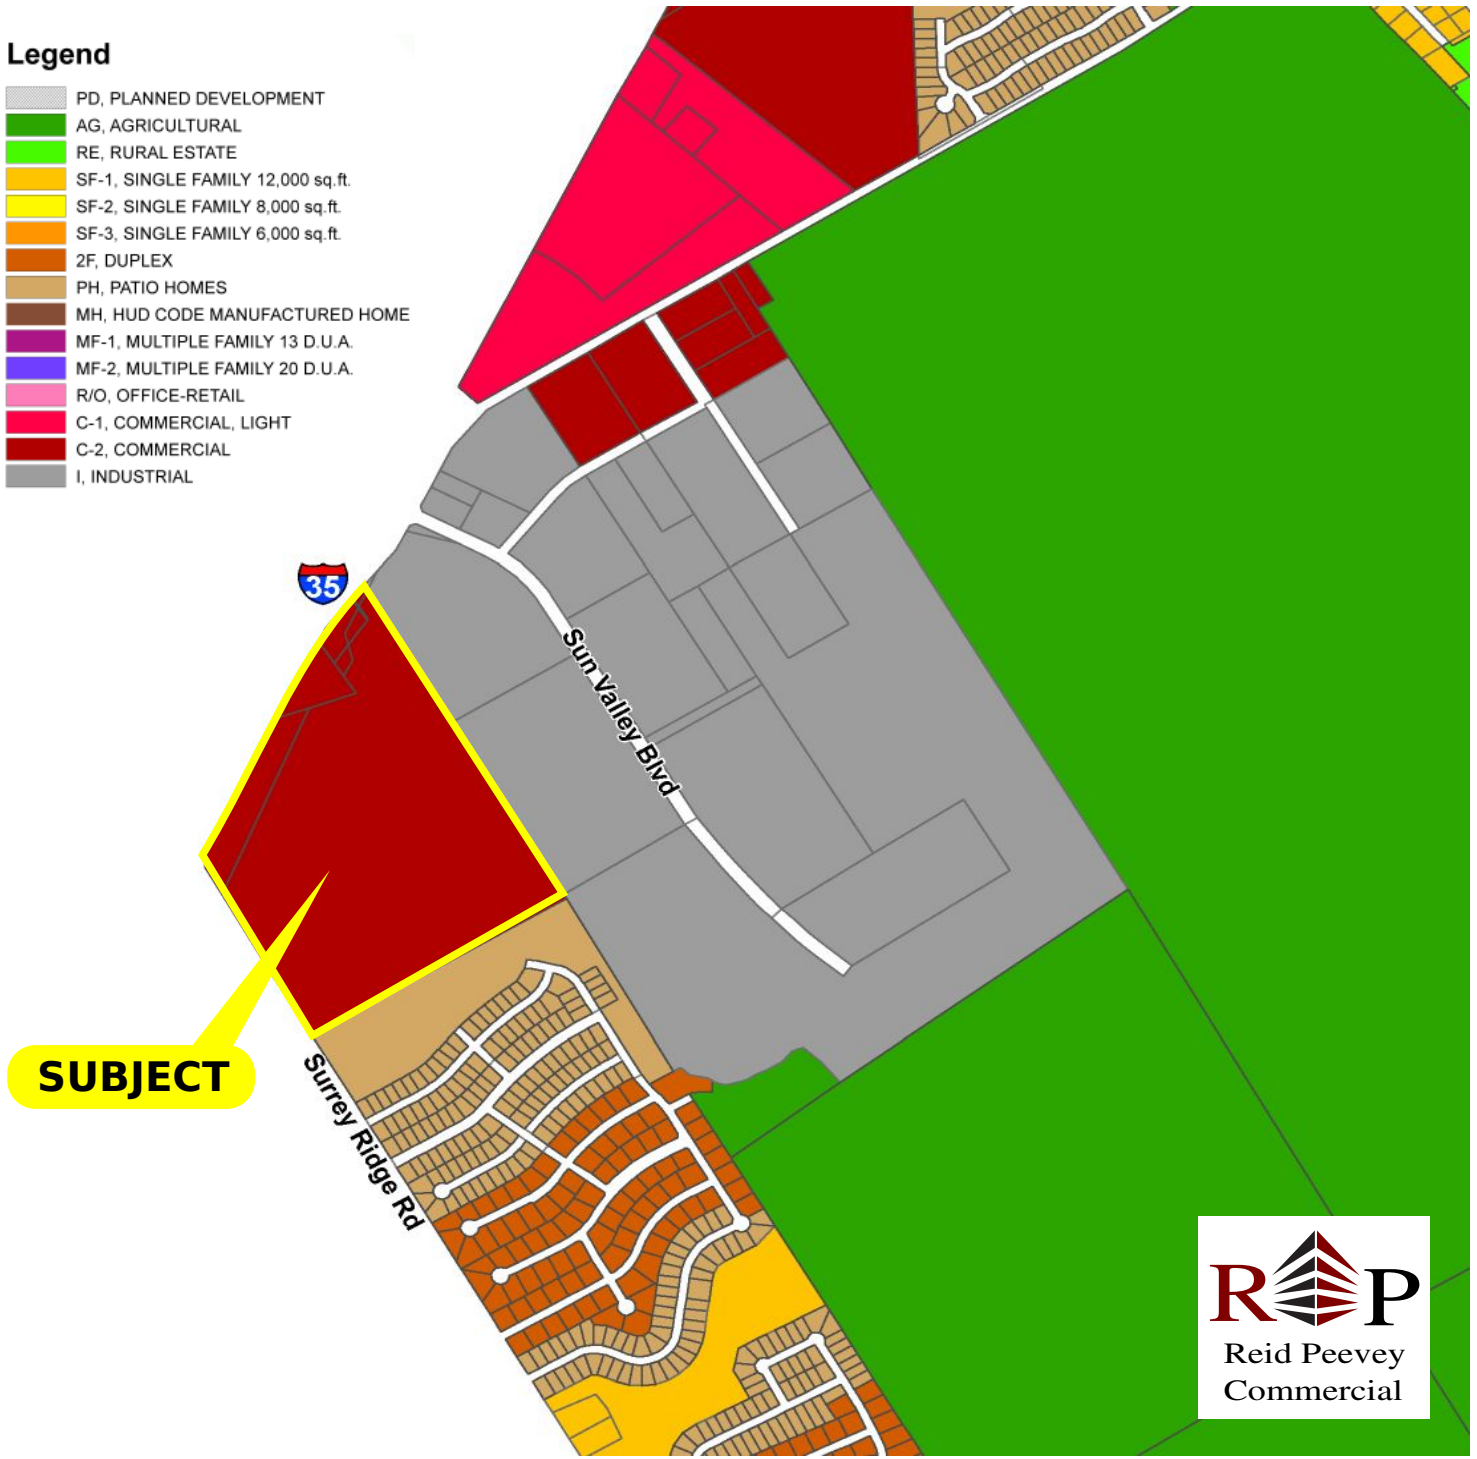 Legend
PD, PLANNED DEVELOPMENT
AG, AGRICULTURAL
RE, RURAL ESTATE
SF-1, SINGLE FAMILY 12,000 sq.ft.
SF-2, SINGLE FAMILY 8,000 sq.ft.
SF-3, SINGLE FAMILY 6,000 sq.ft.
2F, DUPLEX
PH, PATIO HOMES
MH, HUD CODE MANUFACTURED HOME
MF-1, MULTIPLE FAMILY 13 D.U.A.
MF-2, MULTIPLE FAMILY 20 D.U.A.
R/O, OFFICE-RETAIL
C-1, COMMERCIAL, LIGHT
C-2, COMMERCIAL
I, INDUSTRIAL
35
Sun Valley Blvd
SUBJECT
Surrey Ridge Rd
R P
Reid Peevey
Commercial